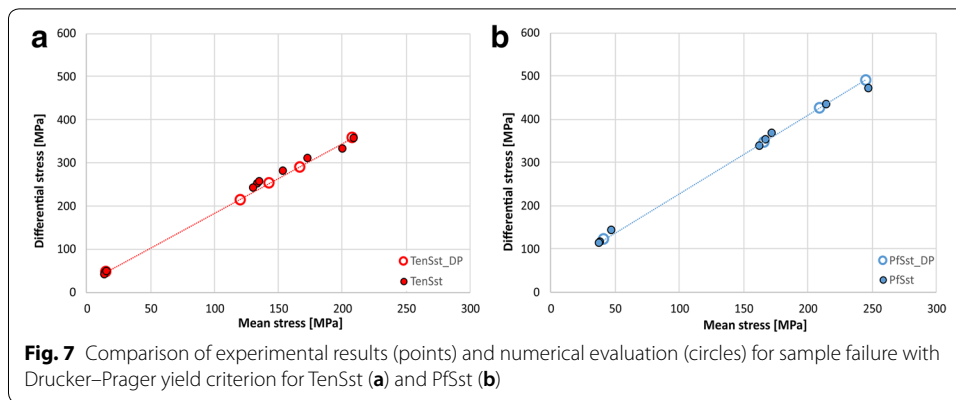 a
600
500
400
300
200
100
0
Differential stress [MPa]
0 50 100 150 200 250 300
Mean stress [MPa]
TenSst_DP
TenSst
b
600
500
400
300
200
100
0
Differential stress [MPa]
0 50 100 150 200 250 300
Mean stress [MPa]
PfSst_DP
PfSst
Fig. 7 Comparison of experimental results (points) and numerical evaluation (circles) for sample failure with
Drucker–Prager yield criterion for TenSst (a) and PfSst (b)